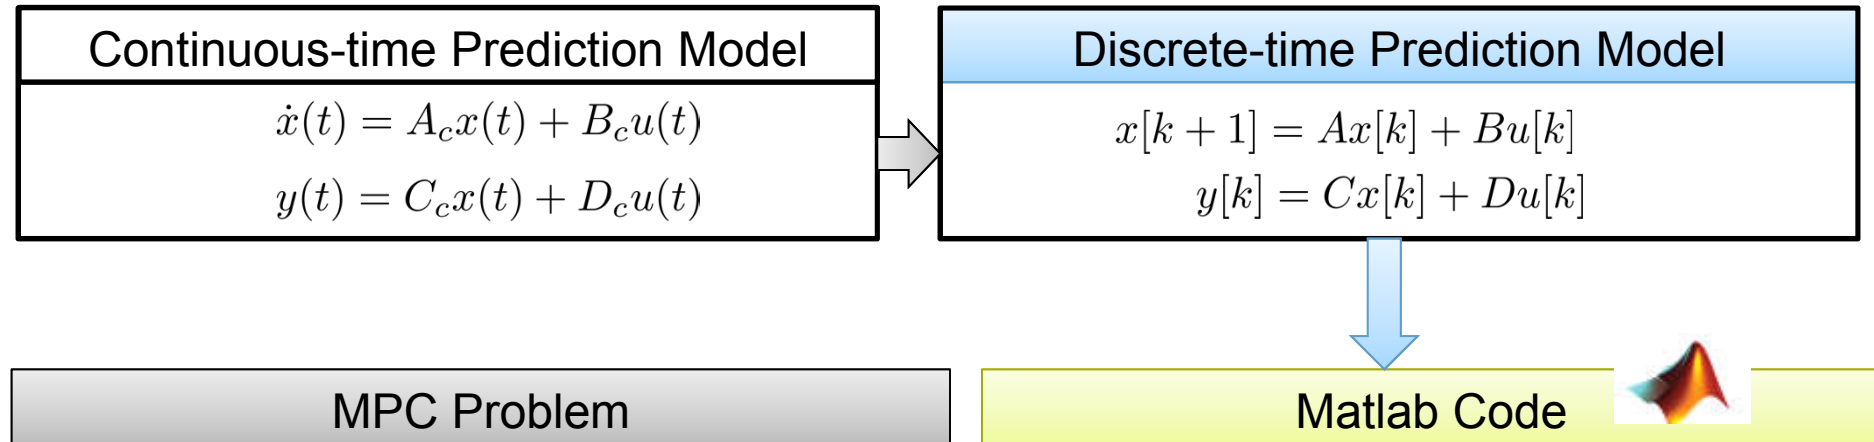 Continuous-time Prediction Model
ẋ(t) = A_c x(t) + B_c u(t)
y(t) = C_c x(t) + D_c u(t)
Discrete-time Prediction Model
x[k + 1] = Ax[k] + Bu[k]
y[k] = Cx[k] + Du[k]
MPC Problem
Matlab Code